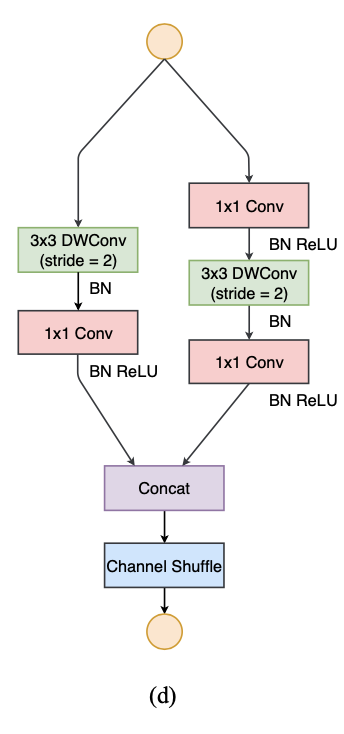 1x1 Conv
BN ReLU
3x3 DWConv
(stride = 2)
BN
1x1 Conv
BN ReLU
3x3 DWConv
(stride = 2)
BN
1x1 Conv
BN ReLU
Concat
Channel Shuffle
(d)